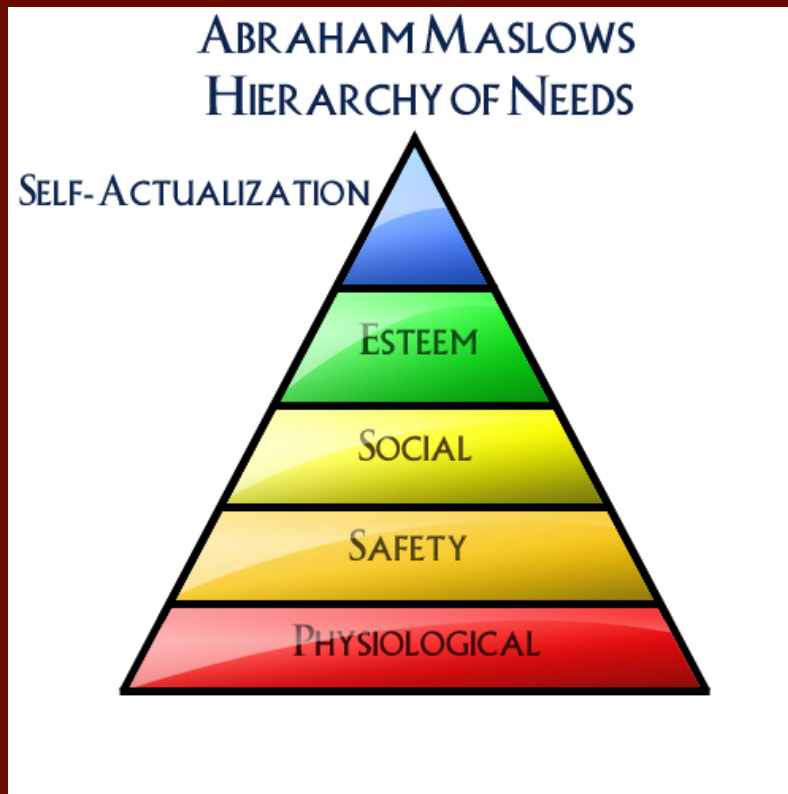 Abraham Maslows
Hierarchy of Needs
Self-Actualization
Esteem
Social
Safety
Physiological